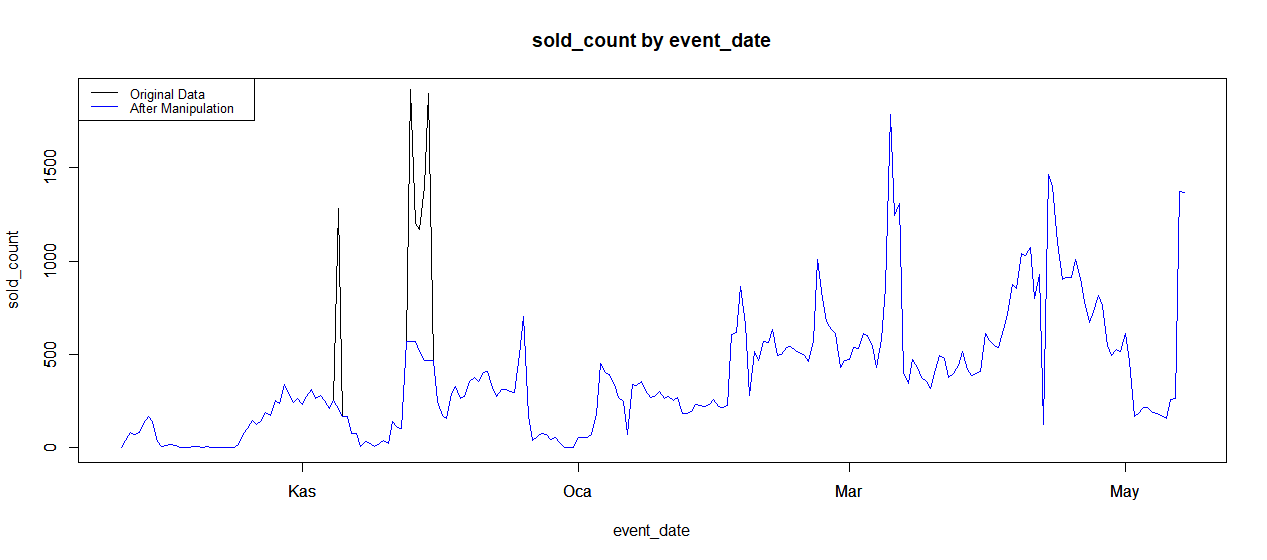 sold_count by event_date
Original Data
After Manipulation
sold_count
1500
1000
500
0
Kas Oca Mar May
event_date